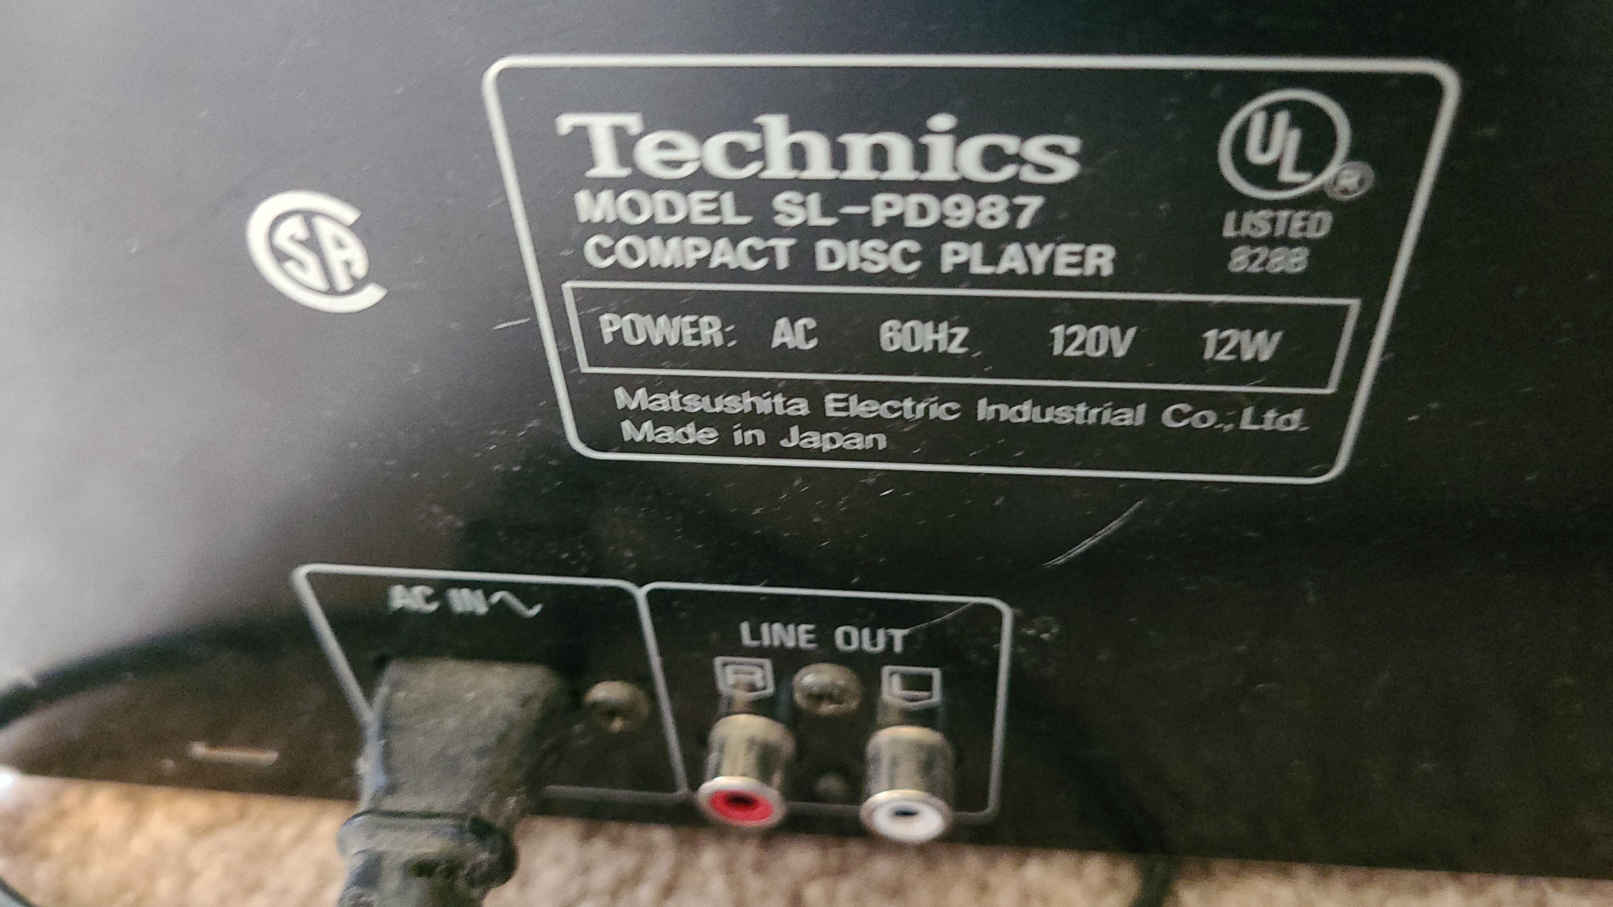 Technics
MODEL SL-PD987
COMPACT DISC PLAYER
UL ®
LISTED
828B
SA
POWER: AC 60Hz 120V 12W
Matsushita Electric Industrial Co., Ltd.
Made in Japan
AC IN
LINE OUT
R L